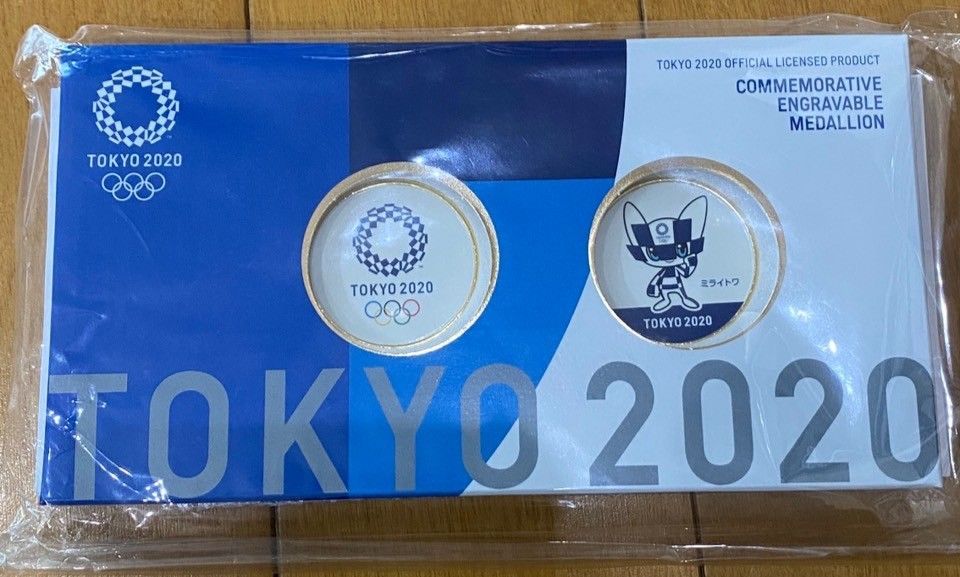 TOKYO 2020
TOKYO 2020 OFFICIAL LICENSED PRODUCT
COMMEMORATIVE
ENGRAVABLE
MEDALLION
TOKYO 2020
ミライトワ
TOKYO 2020
TOKYO 2020